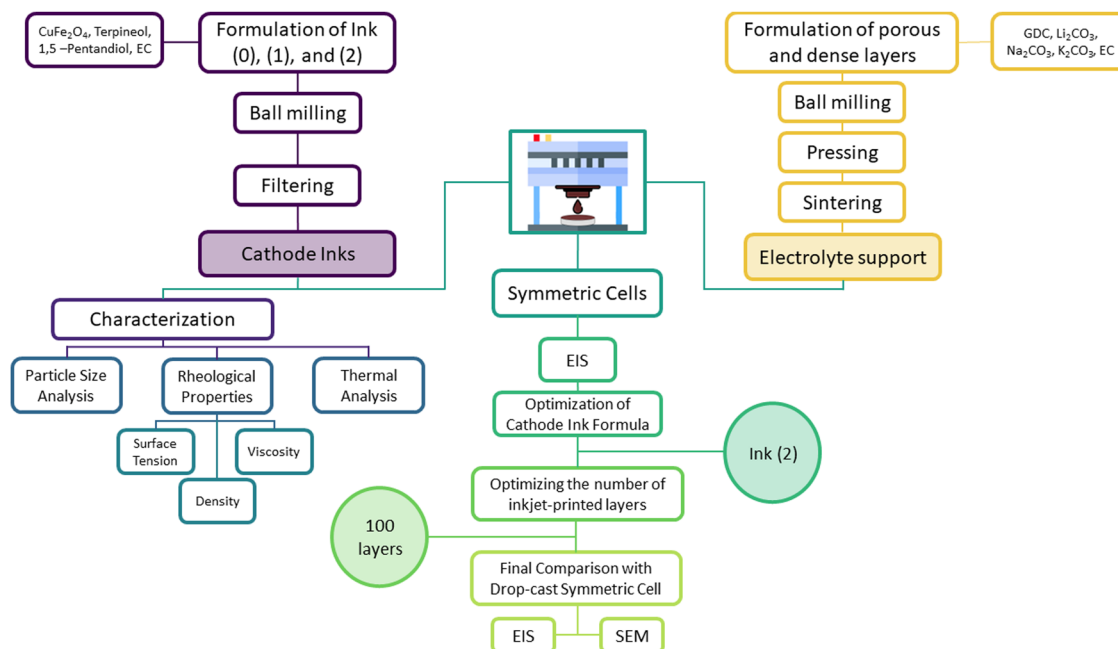 CuFe₂O₄, Terpineol,
1,5 –Pentandiol, EC
Formulation of Ink
(0), (1), and (2)
Ball milling
Filtering
Cathode Inks
Characterization
Particle Size
Analysis
Rheological
Properties
Thermal
Analysis
Surface
Tension
Viscosity
Density
Formulation of porous
and dense layers
GDC, Li₂CO₃,
Na₂CO₃, K₂CO₃, EC
Ball milling
Pressing
Sintering
Electrolyte support
Symmetric Cells
EIS
Optimization of
Cathode Ink Formula
Ink (2)
Optimizing the number of
inkjet-printed layers
100
layers
Final Comparison with
Drop-cast Symmetric Cell
EIS
SEM